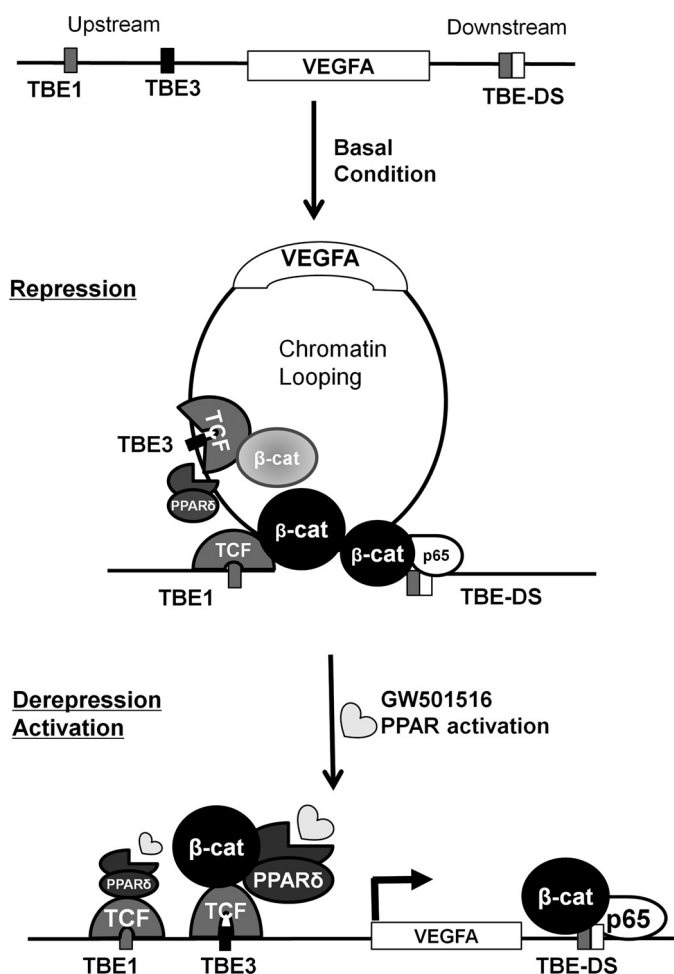 Upstream
Downstream
VEGFA
TBE1
TBE3
TBE-DS
Basal
Condition
VEGFA
Repression
Chromatin
Looping
TCF
TBE3
β-cat
PPARδ
β-cat
TCF
β-cat
p65
TBE1
TBE-DS
Derepression
Activation
GW501516
PPAR activation
β-cat
PPARδ
PPARδ
β-cat
TCF
TCF
p65
VEGFA
TBE1
TBE3
TBE-DS